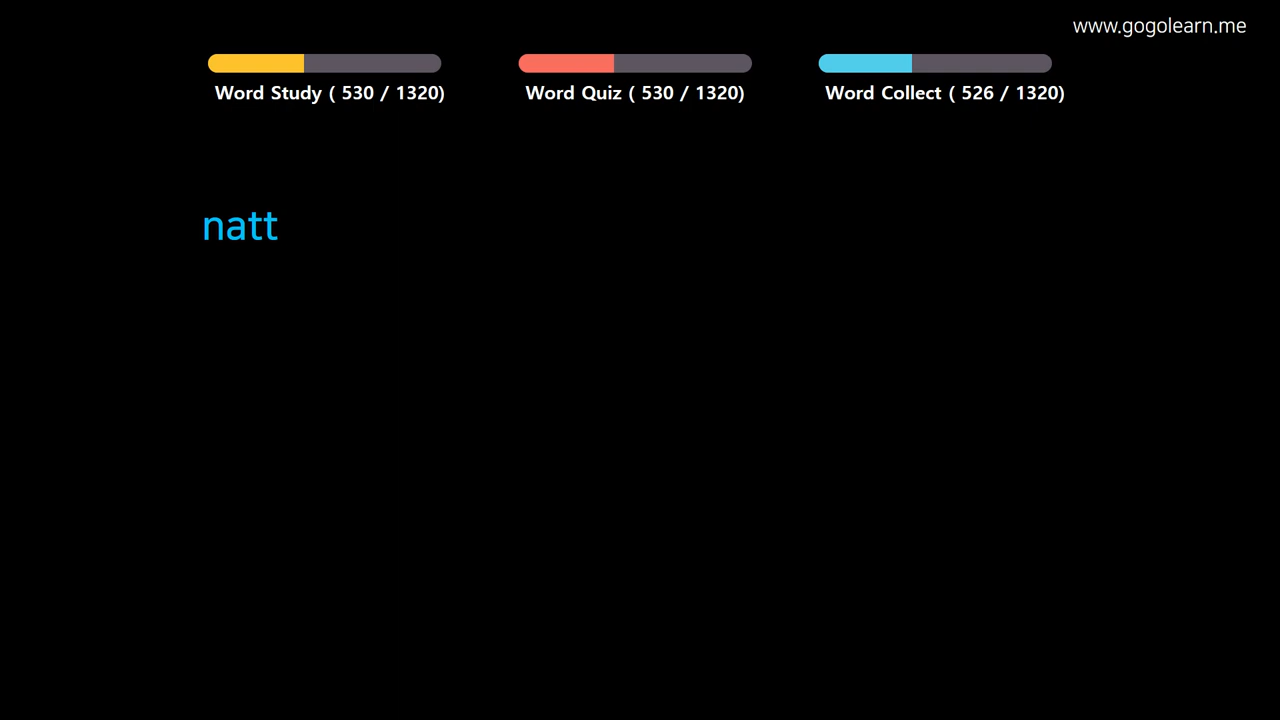 www.gogolearn.me
Word Study ( 530 / 1320)
Word Quiz ( 530 / 1320)
Word Collect ( 526 / 1320)
natt